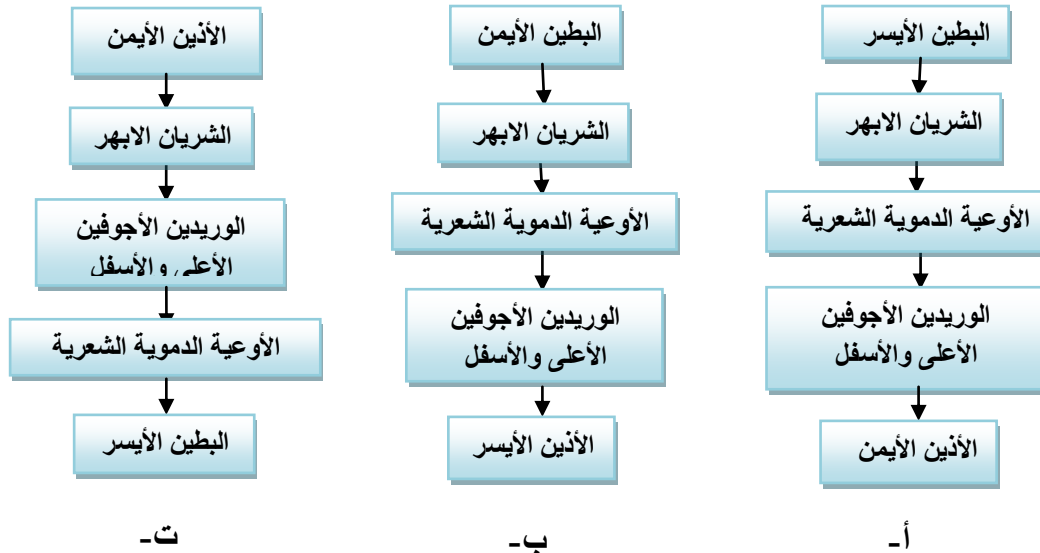 البطين الأيسر
الشريان الابهر
الأوعية الدموية الشعرية
الوريدين الأجوفين
الأعلى والأسفل
الأذين الأيمن
أ-
البطين الأيمن
الشريان الابهر
الأوعية الدموية الشعرية
الوريدين الأجوفين
الأعلى والأسفل
الأذين الأيسر
ب-
الأذين الأيمن
الشريان الابهر
الوريدين الأجوفين
الأعلى والأسفل
الأوعية الدموية الشعرية
البطين الأيسر
ت-